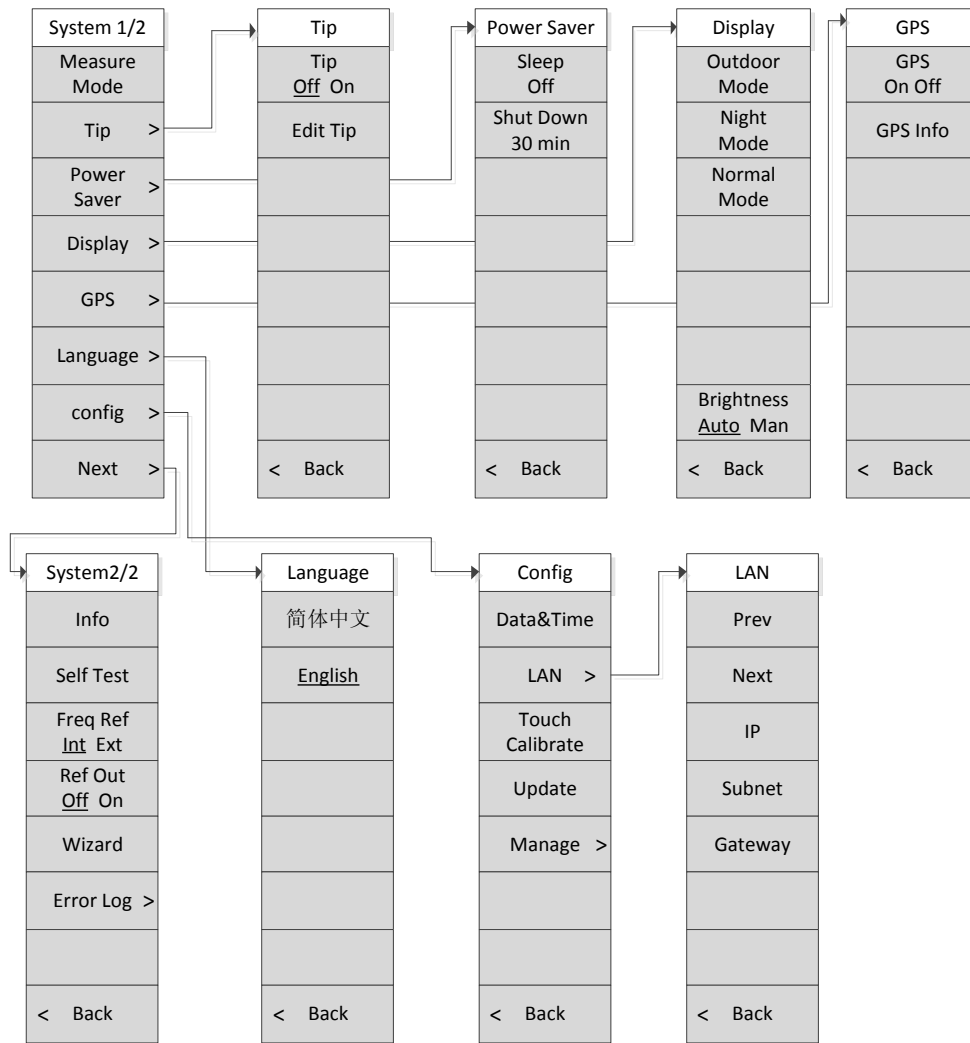 System 1/2
Measure
Mode
Tip >
Power
Saver >
Display >
GPS >
Language >
config >
Next >
Tip
Tip
Off On
Edit Tip
< Back
Power Saver
Sleep
Off
Shut Down
30 min
< Back
Display
Outdoor
Mode
Night
Mode
Normal
Mode
Brightness
Auto Man
< Back
GPS
GPS
On Off
GPS Info
< Back
System2/2
Info
Self Test
Freq Ref
Int Ext
Ref Out
Off On
Wizard
Error Log >
< Back
Language
简体中文
English
< Back
Config
Data&Time
LAN >
Touch
Calibrate
Update
Manage >
< Back
LAN
Prev
Next
IP
Subnet
Gateway
< Back